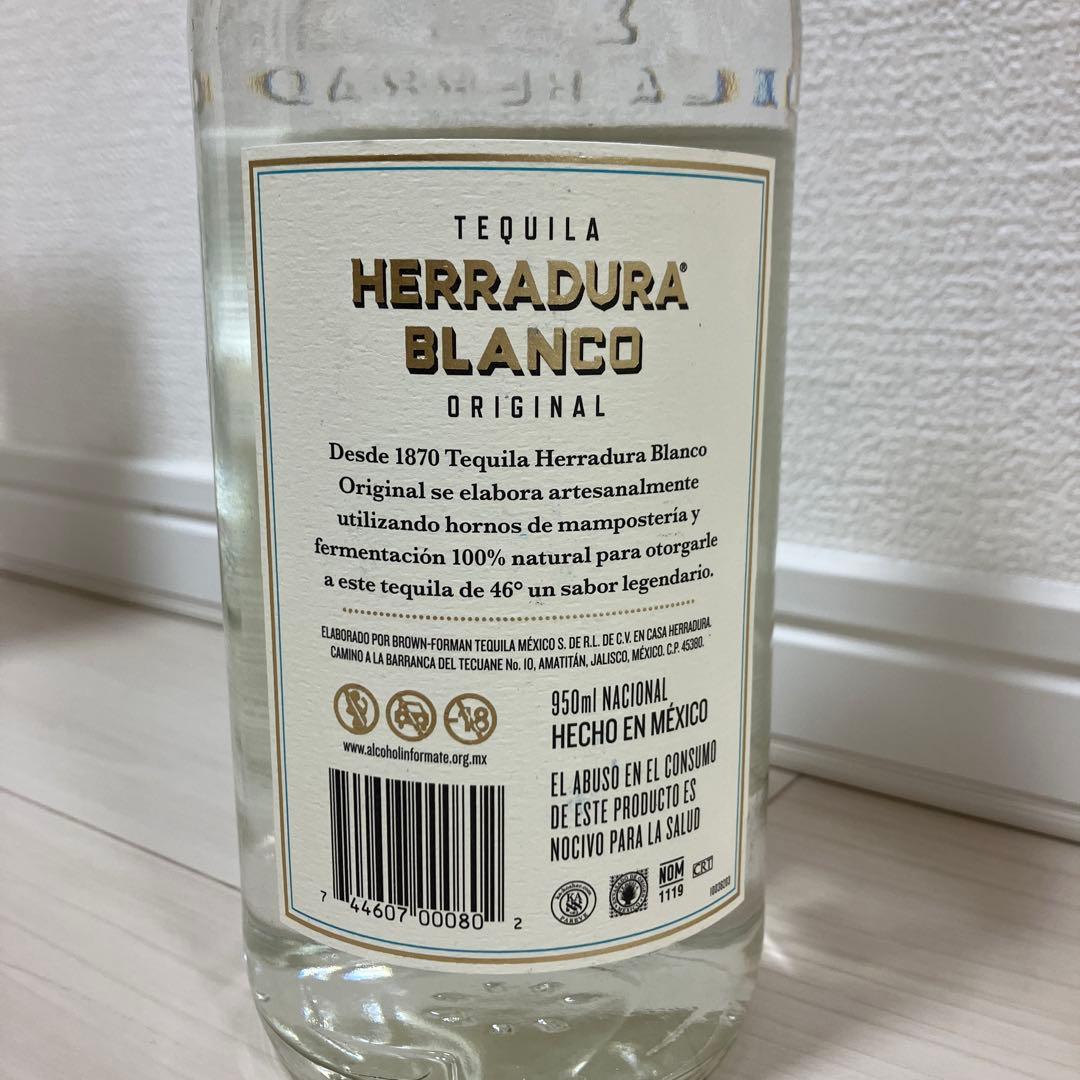 TEQUILA
HERRADURA®
BLANCO
ORIGINAL
Desde 1870 Tequila Herradura Blanco
Original se elabora artesanalmente
utilizando hornos de mampostería y
fermentación 100% natural para otorgarle
a este tequila de 46° un sabor legendario.
ELABORADO POR BROWN-FORMAN TEQUILA MÉXICO S. DE R.L. DE C.V. EN CASA HERRADURA.
CAMINO A LA BARRANCA DEL TECUANE No. 10, AMATITÁN, JALISCO, MÉXICO. C.P. 45380.
-18
www.alcoholinformate.org.mx
950ml NACIONAL
HECHO EN MÉXICO
EL ABUSO EN EL CONSUMO
DE ESTE PRODUCTO ES
NOCIVO PARA LA SALUD
7 44607 00080 2
KA
PAREVE
NOM
1119
CRT